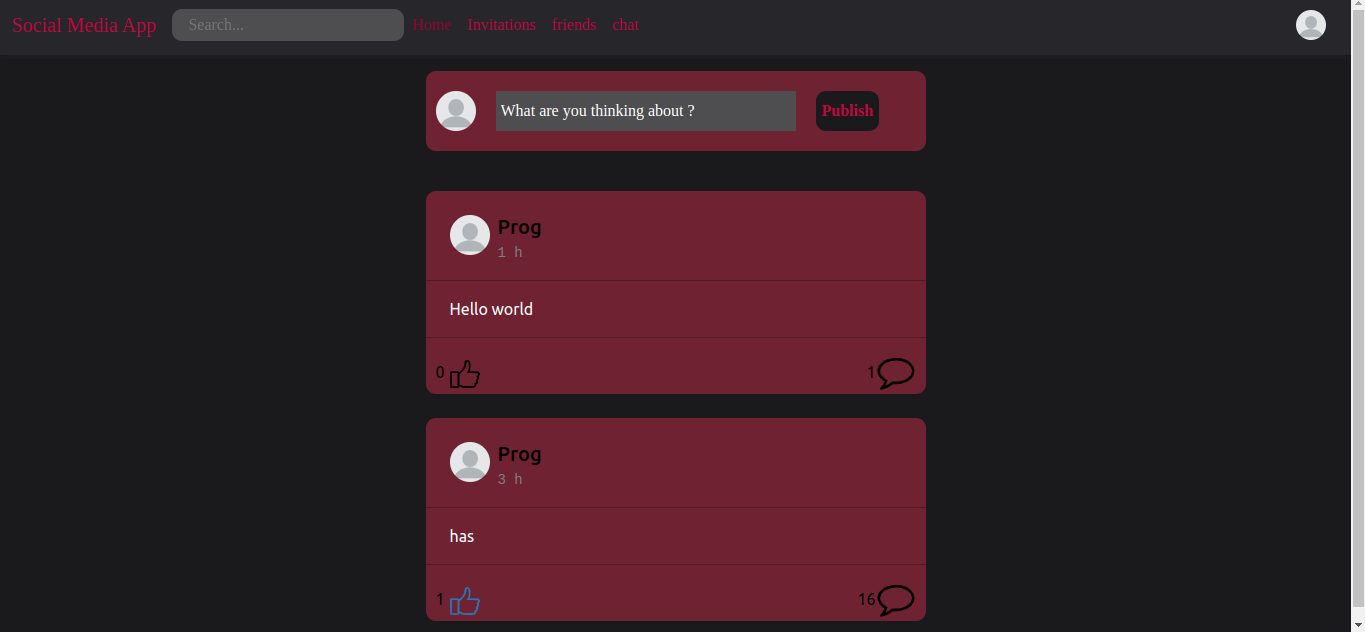 Social Media App Search... Home Invitations friends chat
What are you thinking about ? Publish
Prog
1 h
Hello world
0 1
Prog
3 h
has
1 16